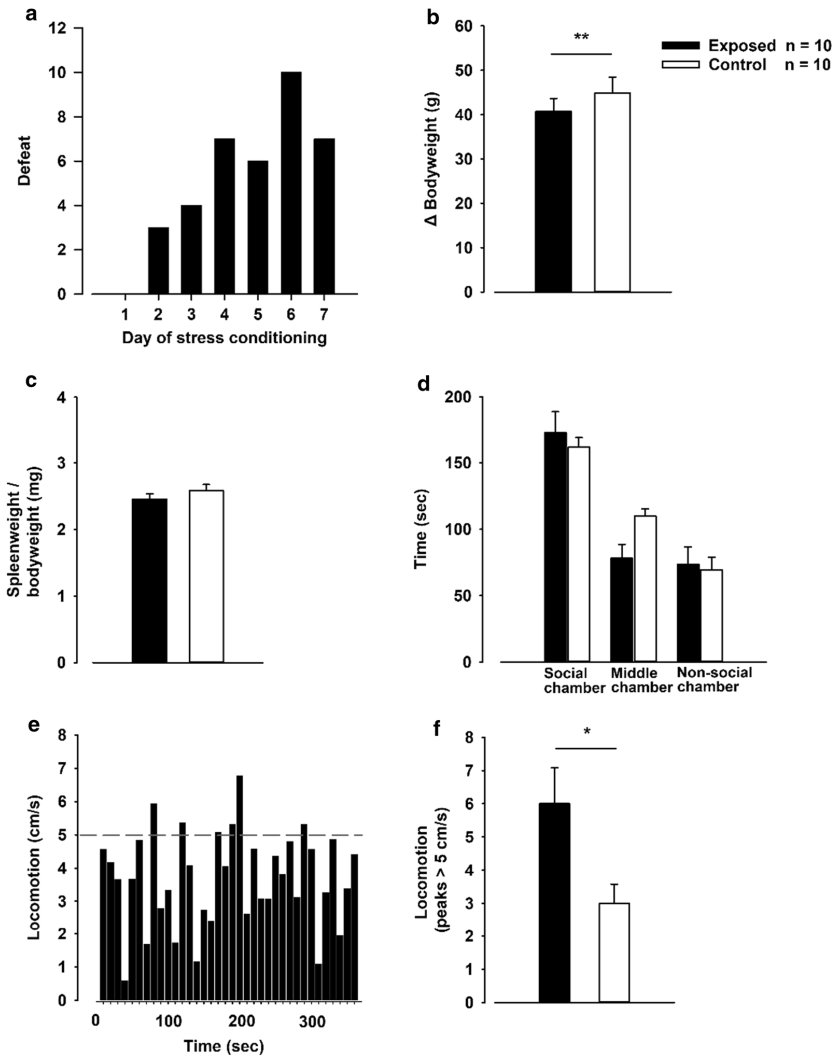 a
12
10
8
6
4
2
0
Defeat
1 2 3 4 5 6 7
Day of stress conditioning
b
60
50
40
30
20
10
0
Δ Bodyweight (g)
**
Exposed n = 10
Control n = 10
c
4
3
2
1
0
Spleenweight /
bodyweight (mg)
d
200
150
100
50
0
Time (sec)
Social chamber
Middle chamber
Non-social chamber
e
8
7
6
5
4
3
2
1
0
Locomotion (cm/s)
0 100 200 300
Time (sec)
f
8
7
6
5
4
3
2
1
0
Locomotion
(peaks > 5 cm/s)
*